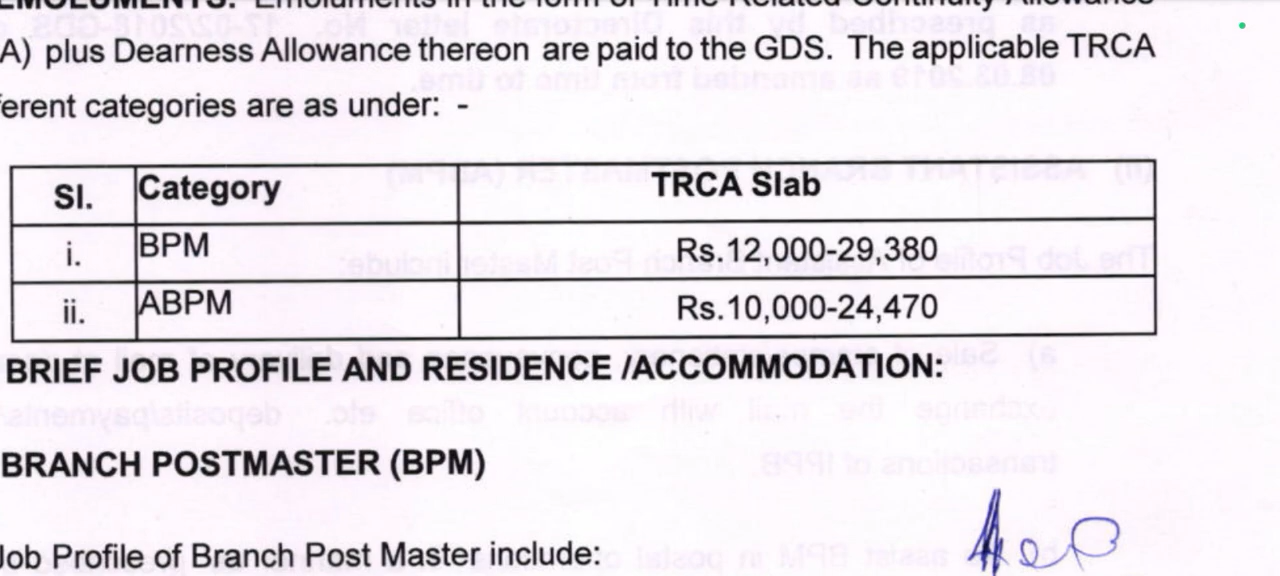 EMOLUMENTS: Emoluments in the form of Time Related Continuity Allowance
A) plus Dearness Allowance thereon are paid to the GDS. The applicable TRCA
ferent categories are as under: -
Sl. Category TRCA Slab
i. BPM Rs.12,000-29,380
ii. ABPM Rs.10,000-24,470
BRIEF JOB PROFILE AND RESIDENCE /ACCOMMODATION:
BRANCH POSTMASTER (BPM)
Job Profile of Branch Post Master include: